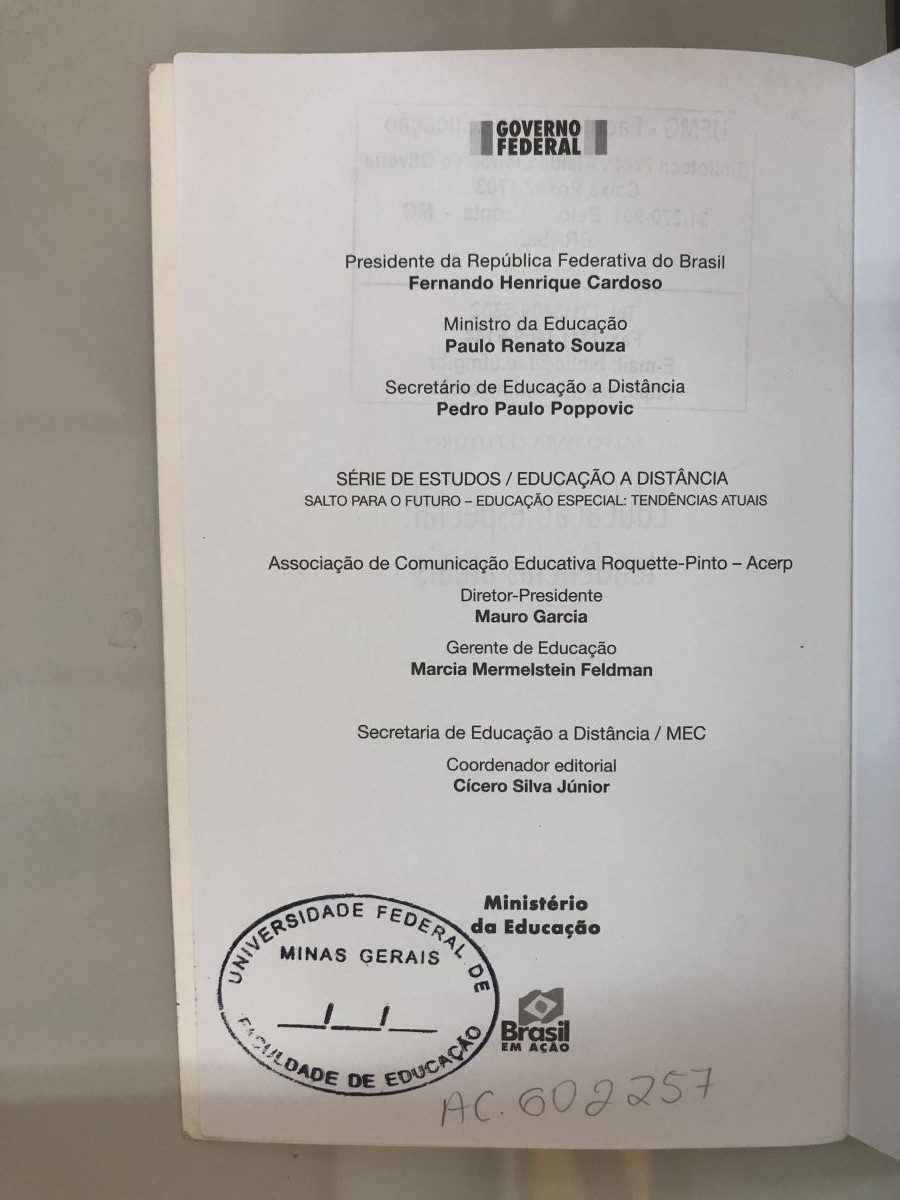 GOVERNO
FEDERAL
Presidente da República Federativa do Brasil
Fernando Henrique Cardoso
Ministro da Educação
Paulo Renato Souza
Secretário de Educação a Distância
Pedro Paulo Poppovic
SÉRIE DE ESTUDOS / EDUCAÇÃO A DISTÂNCIA
SALTO PARA O FUTURO – EDUCAÇÃO ESPECIAL: TENDÊNCIAS ATUAIS
Associação de Comunicação Educativa Roquette-Pinto – Acerp
Diretor-Presidente
Mauro Garcia
Gerente de Educação
Marcia Mermelstein Feldman
Secretaria de Educação a Distância / MEC
Coordenador editorial
Cícero Silva Júnior
Ministério
da Educação
UNIVERSIDADE FEDERAL DE
MINAS GERAIS
__/__/__
FACULDADE DE EDUCAÇÃO
Brasil
EM AÇÃO
AC. 602257